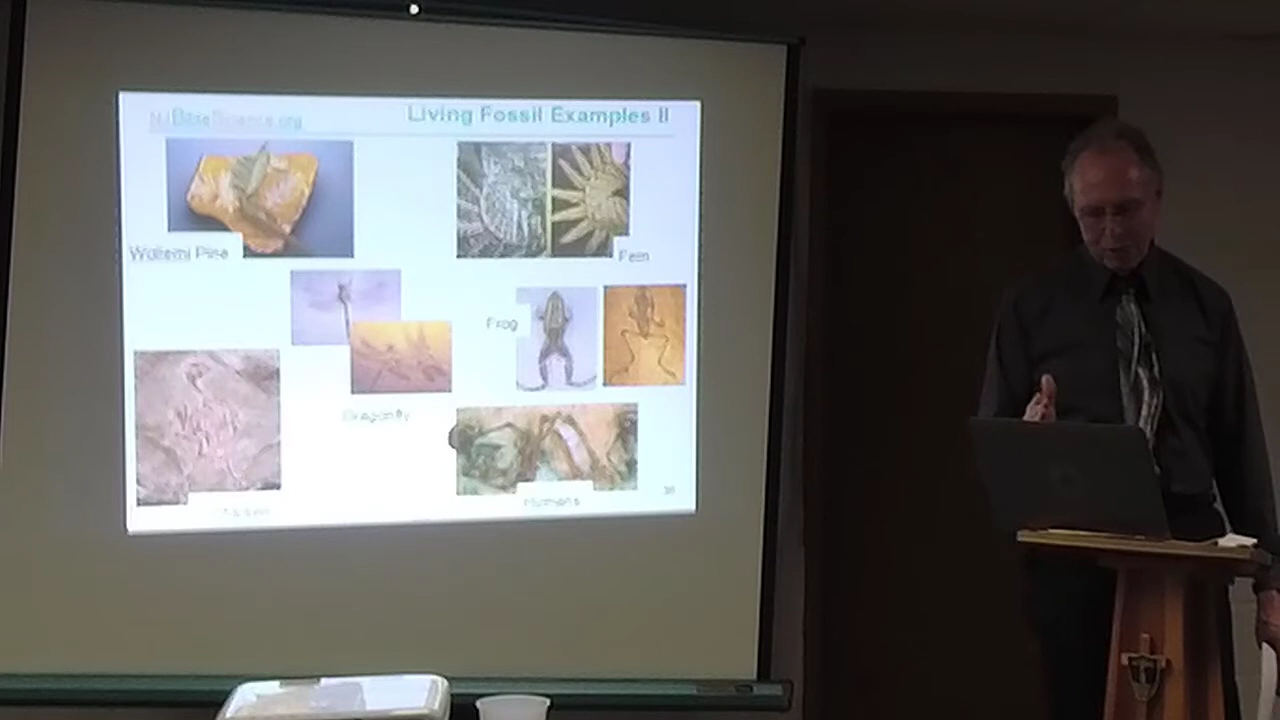 Living Fossil Examples II
Wollemi Pine
Fern
Frog
Dragonfly
Humans